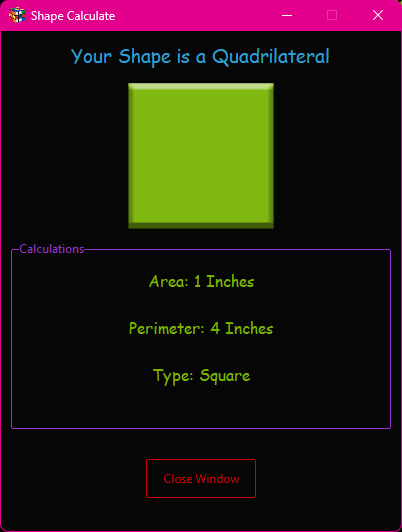 Shape Calculate
Your Shape is a Quadrilateral
Calculations
Area: 1 Inches
Perimeter: 4 Inches
Type: Square
Close Window